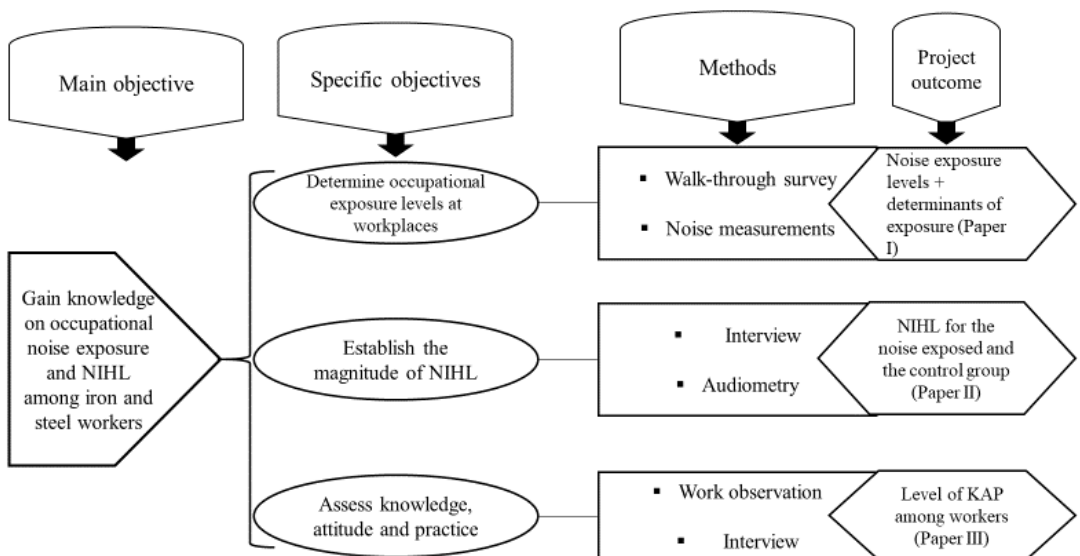 Main objective
Specific objectives
Methods
Project
outcome
Gain knowledge
on occupational
noise exposure
and NIHL
among iron and
steel workers
Determine occupational
exposure levels at
workplaces
▪ Walk-through survey
▪ Noise measurements
Noise exposure
levels +
determinants of
exposure (Paper
I)
Establish the
magnitude of NIHL
▪ Interview
▪ Audiometry
NIHL for the
noise exposed and
the control group
(Paper II)
Assess knowledge,
attitude and practice
▪ Work observation
▪ Interview
Level of KAP
among workers
(Paper III)